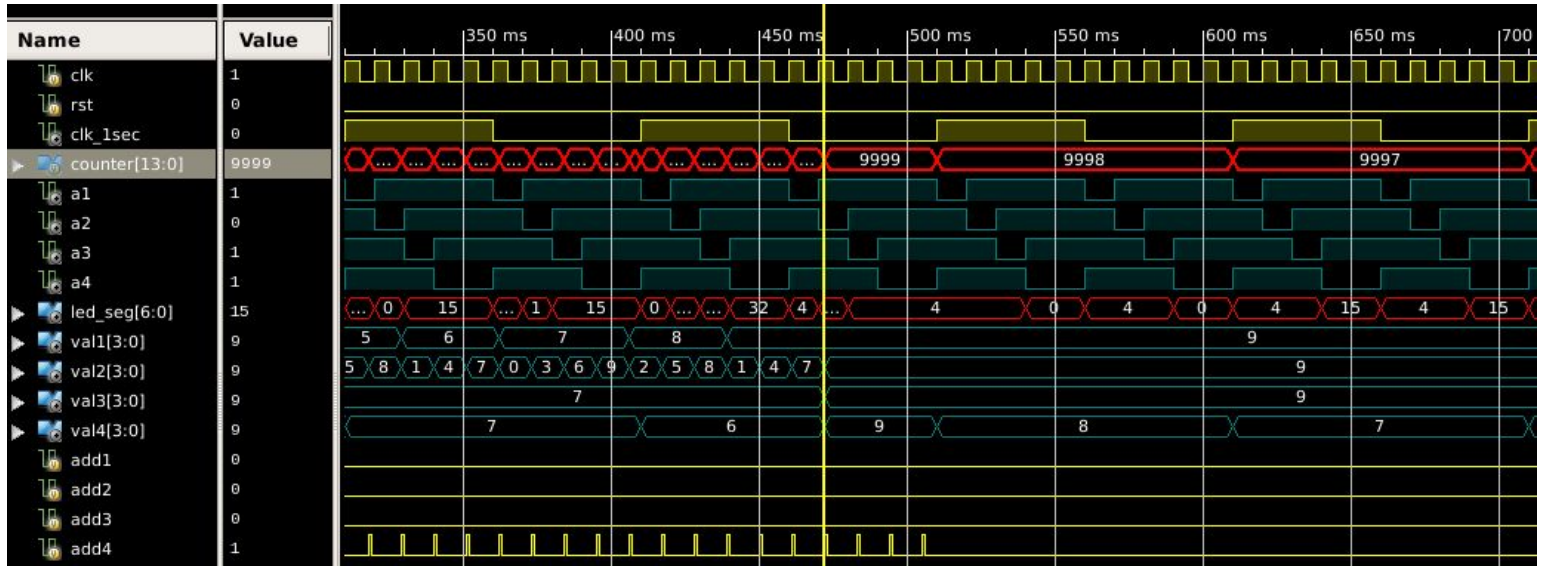 Name Value 350 ms 400 ms 450 ms 500 ms 550 ms 600 ms 650 ms 700
clk 1
rst 0
clk_1sec 0
counter[13:0] 9999 ... ... ... ... ... ... ... ... ... ... ... ... ... 9999 9998 9997
a1 1
a2 0
a3 1
a4 1
led_seg[6:0] 15 ... 0 15 ... 1 15 0 ... ... 32 4 ... 4 0 4 0 4 15 4 15
val1[3:0] 9 5 6 7 8 9
val2[3:0] 9 5 8 1 4 7 0 3 6 9 2 5 8 1 4 7 9
val3[3:0] 9 7 9
val4[3:0] 9 7 6 9 8 7
add1 0
add2 0
add3 0
add4 1